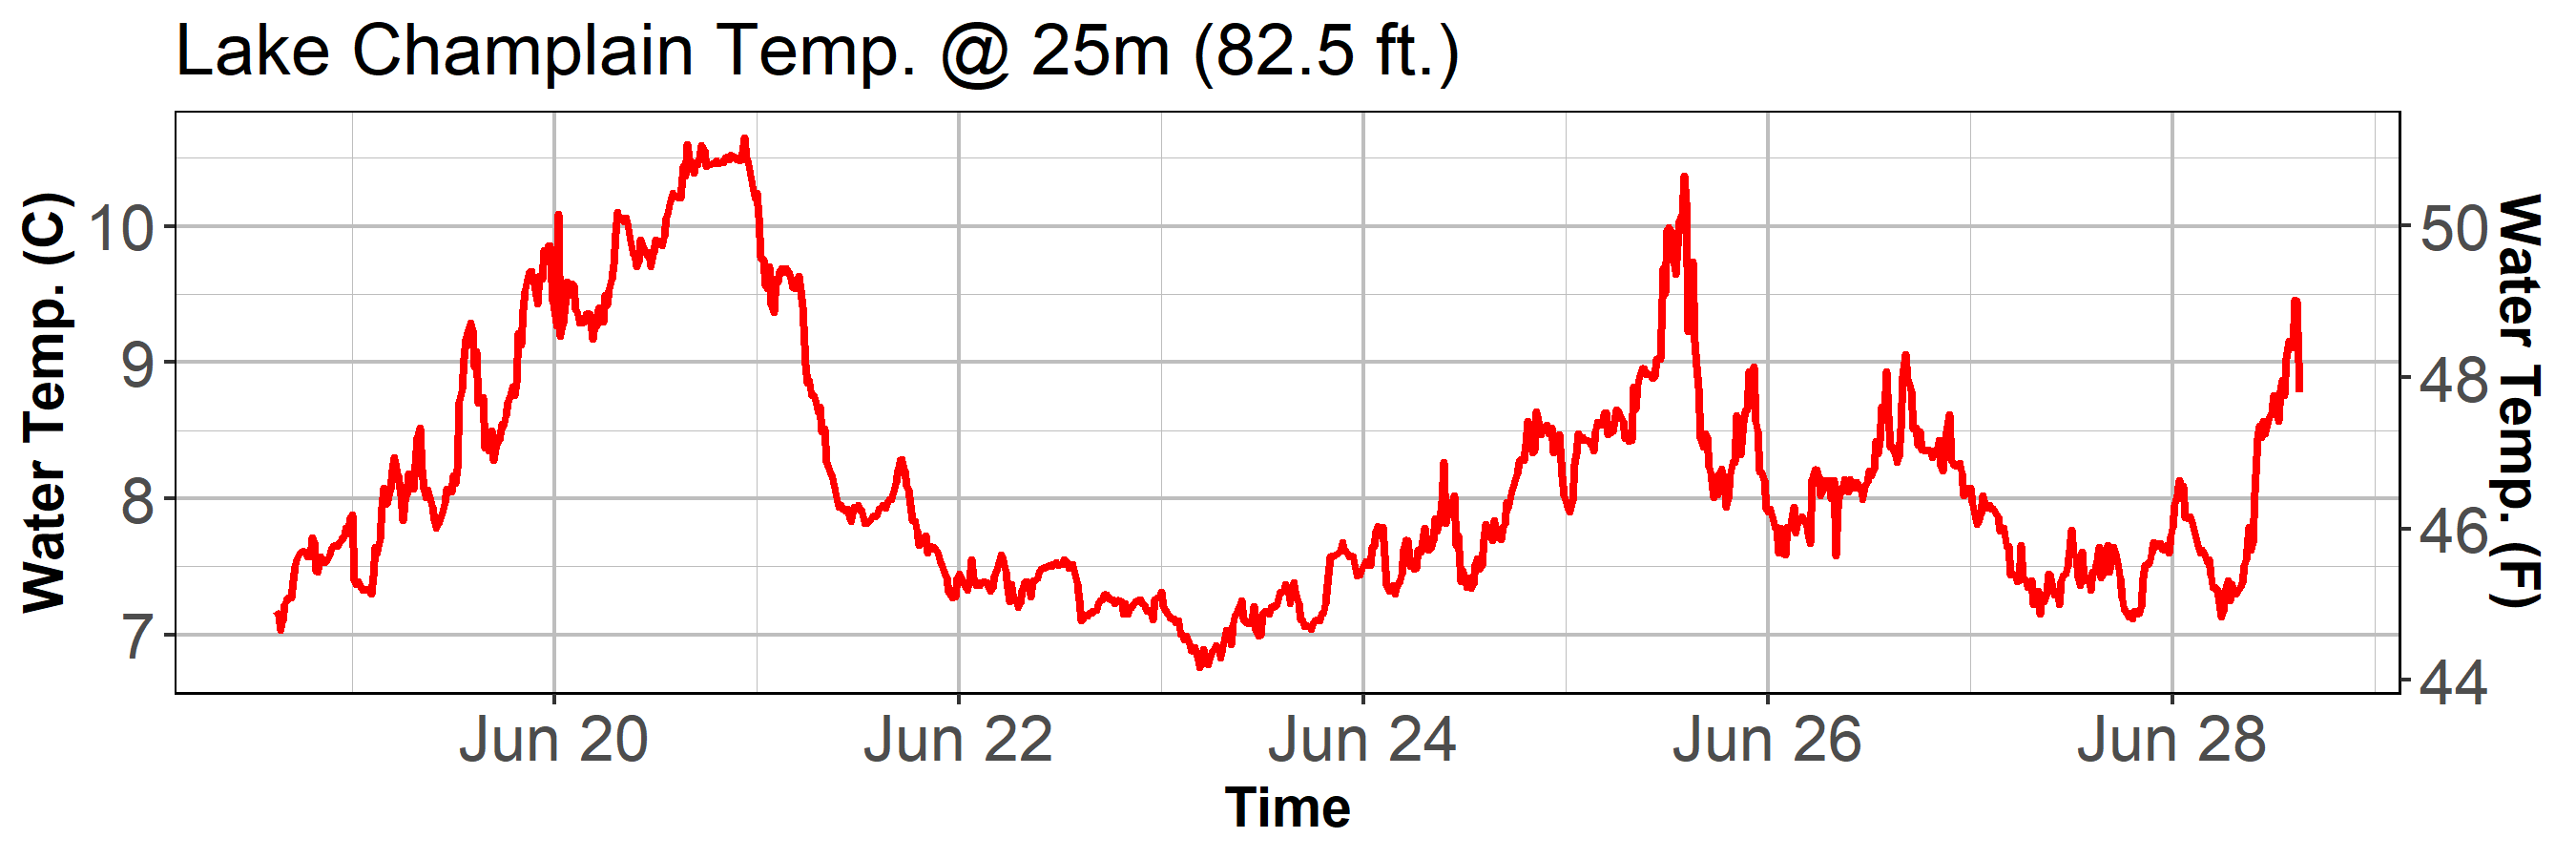 Lake Champlain Temp. @ 25m (82.5 ft.)
Water Temp. (C)
10
9
8
7
50
48
46
44
Water Temp. (F)
Jun 20 Jun 22 Jun 24 Jun 26 Jun 28
Time